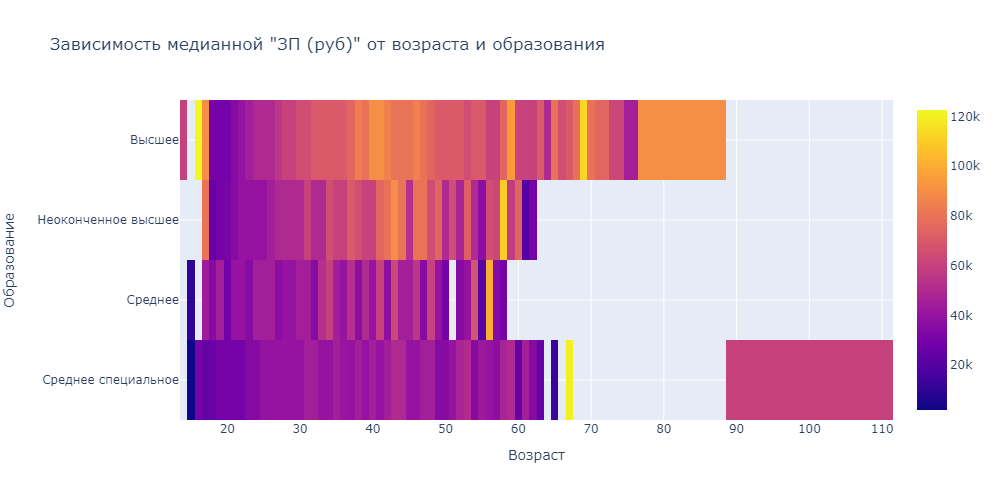 Зависимость медианной "ЗП (руб)" от возраста и образования
Образование
Высшее
Неоконченное высшее
Среднее
Среднее специальное
20 30 40 50 60 70 80 90 100 110
Возраст
120k
100k
80k
60k
40k
20k